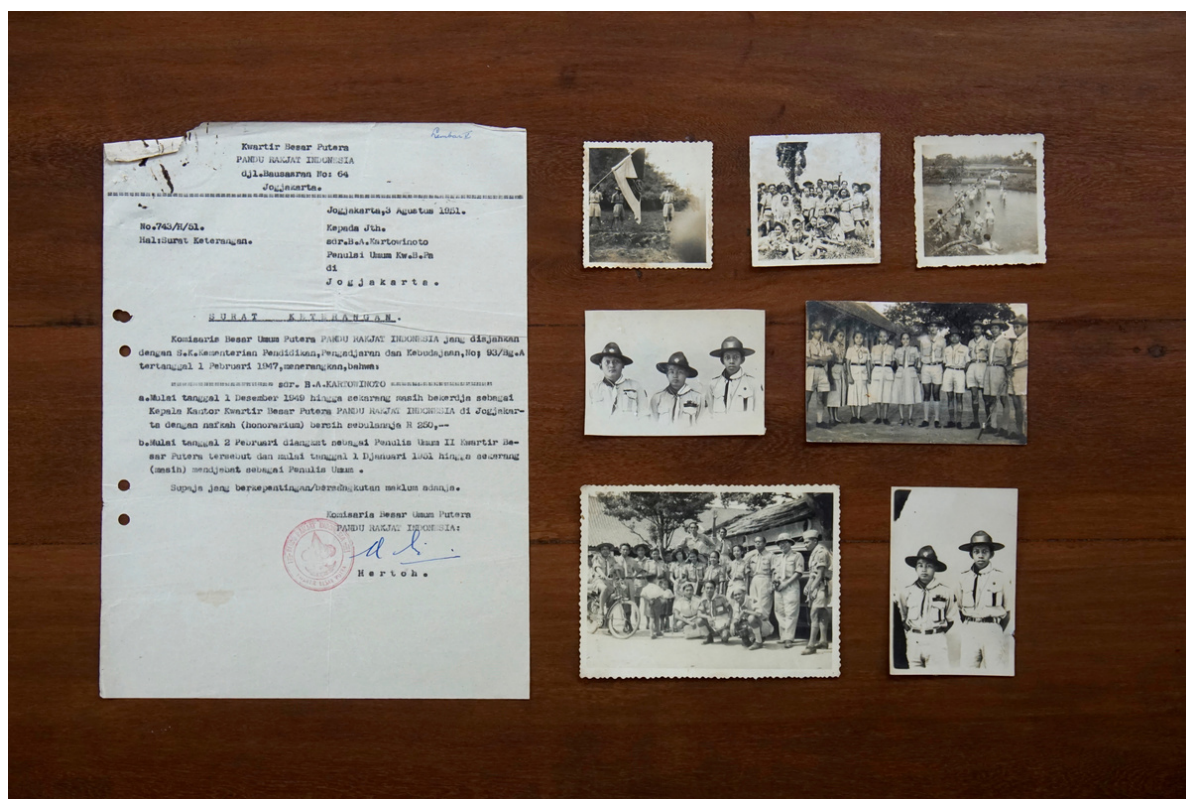 Kwartir Besar Putera
PANDU RAKJAT INDONESIA
djl.Bausasran No: 64
Jogjakarta.
Jogjakarta,3 Agustus 1951.
No.743/R/51.
Kepada Jth.
Hal:Surat Keterangan.
sdr.B.A.Kartowinoto
Penulsi Umum Kw.B.Pa
di
Jogjakarta.
SURAT KETERANGAN.
Komisaris Besar Umum Putera PANDU RAKJAT INDONESIA jang disjahkan
dengan S.K.Kementerian Pendidikan,Pengadjaran dan Kebudajaan,No; 93/Bg.A
tertanggal 1 Pebruari 1947,menerangkan,bahwa:
sdr. B.A.KARTOWINOTO
a.Mulai tanggal 1 Desember 1949 hingga sekarang masih bekerdja sebagai
Kepala Kantor Kwartir Besar Putera PANDU RAKJAT INDONESIA di Jogjakar-
ta dengan nafkah (honorarium) bersih sebulannja R 250,--
b.Mulai tanggal 2 Pebruari diangkat sebagai Penulis Umum II Kwartir Be-
sar Putera tersebut dan mulai tanggal 1 Djanuari 1951 hingga sekarang
(masih) mendjabat sebagai Penulis Umum .
Supaja jang berkepentingan/bersangkutan maklum adanja.
Komisaris Besar Umum Putera
PANDU RAKJAT INDONESIA:
Hertoh.